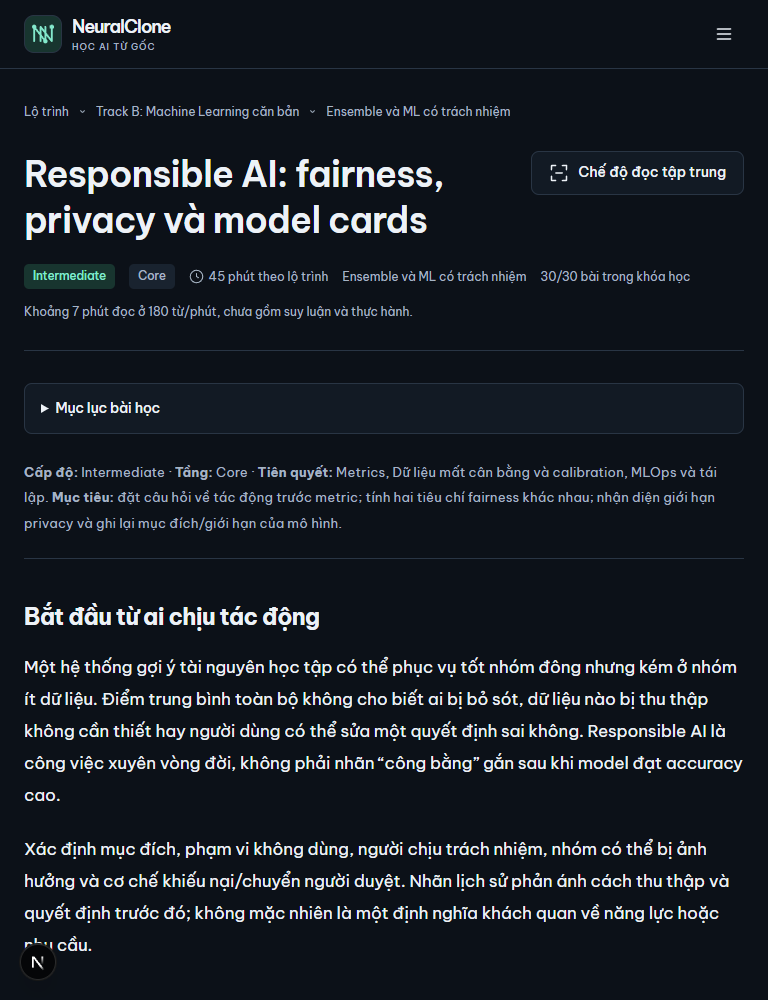 NeuralClone
HỌC AI TỪ GỐC
Lộ trình
Track B: Machine Learning căn bản
Ensemble và ML có trách nhiệm
Responsible AI: fairness,
privacy và model cards
Chế độ đọc tập trung
Intermediate Core 45 phút theo lộ trình Ensemble và ML có trách nhiệm 30/30 bài trong khóa học
Khoảng 7 phút đọc ở 180 từ/phút, chưa gồm suy luận và thực hành.
Mục lục bài học
Cấp độ: Intermediate · Tầng: Core · Tiên quyết: Metrics, Dữ liệu mất cân bằng và calibration, MLOps và tái
lập. Mục tiêu: đặt câu hỏi về tác động trước metric; tính hai tiêu chí fairness khác nhau; nhận diện giới hạn
privacy và ghi lại mục đích/giới hạn của mô hình.
Bắt đầu từ ai chịu tác động
Một hệ thống gợi ý tài nguyên học tập có thể phục vụ tốt nhóm đông nhưng kém ở nhóm
ít dữ liệu. Điểm trung bình toàn bộ không cho biết ai bị bỏ sót, dữ liệu nào bị thu thập
không cần thiết hay người dùng có thể sửa một quyết định sai không. Responsible AI là
công việc xuyên vòng đời, không phải nhãn “công bằng” gắn sau khi model đạt accuracy
cao.
Xác định mục đích, phạm vi không dùng, người chịu trách nhiệm, nhóm có thể bị ảnh
hưởng và cơ chế khiếu nại/chuyển người duyệt. Nhãn lịch sử phản ánh cách thu thập và
quyết định trước đó; không mặc nhiên là một định nghĩa khách quan về năng lực hoặc
nhu cầu.